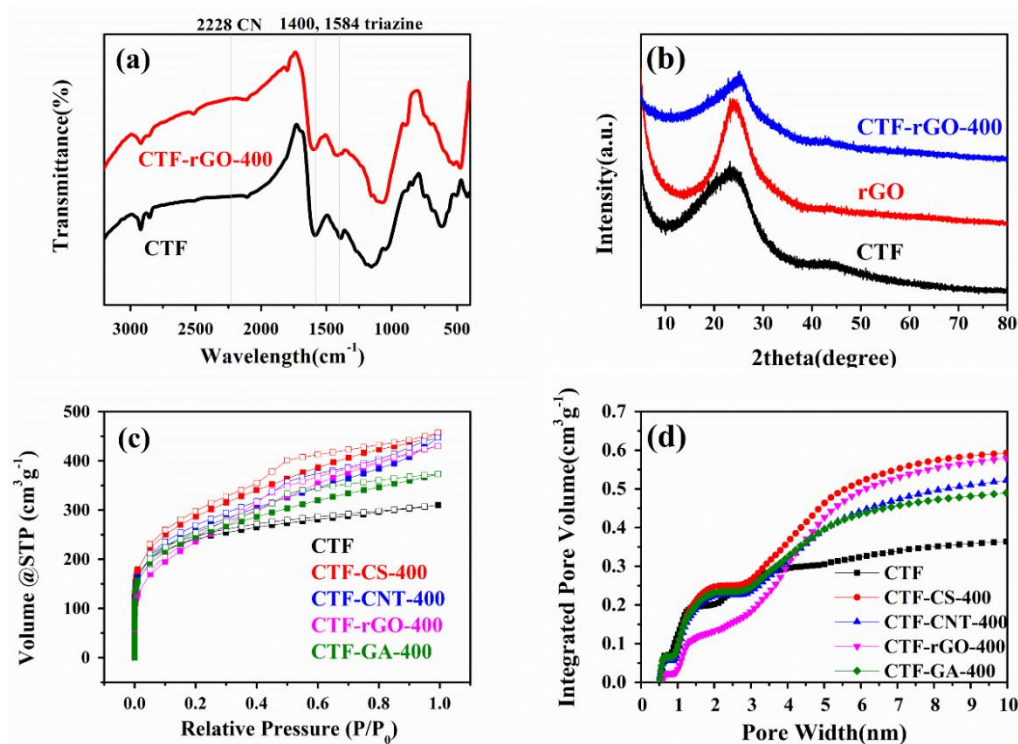 2228 CN 1400, 1584 triazine
(a)
Transmittance(%)
CTF-rGO-400
CTF
3000 2500 2000 1500 1000 500
Wavelength(cm⁻¹)
(b)
Intensity(a.u.)
CTF-rGO-400
rGO
CTF
10 20 30 40 50 60 70 80
2theta(degree)
(c)
Volume @STP (cm³ g⁻¹)
500
400
300
200
100
0
CTF
CTF-CS-400
CTF-CNT-400
CTF-rGO-400
CTF-GA-400
0.0 0.2 0.4 0.6 0.8 1.0
Relative Pressure (P/P₀)
(d)
Integrated Pore Volume(cm³g⁻¹)
0.7
0.6
0.5
0.4
0.3
0.2
0.1
0.0
CTF
CTF-CS-400
CTF-CNT-400
CTF-rGO-400
CTF-GA-400
0 1 2 3 4 5 6 7 8 9 10
Pore Width(nm)